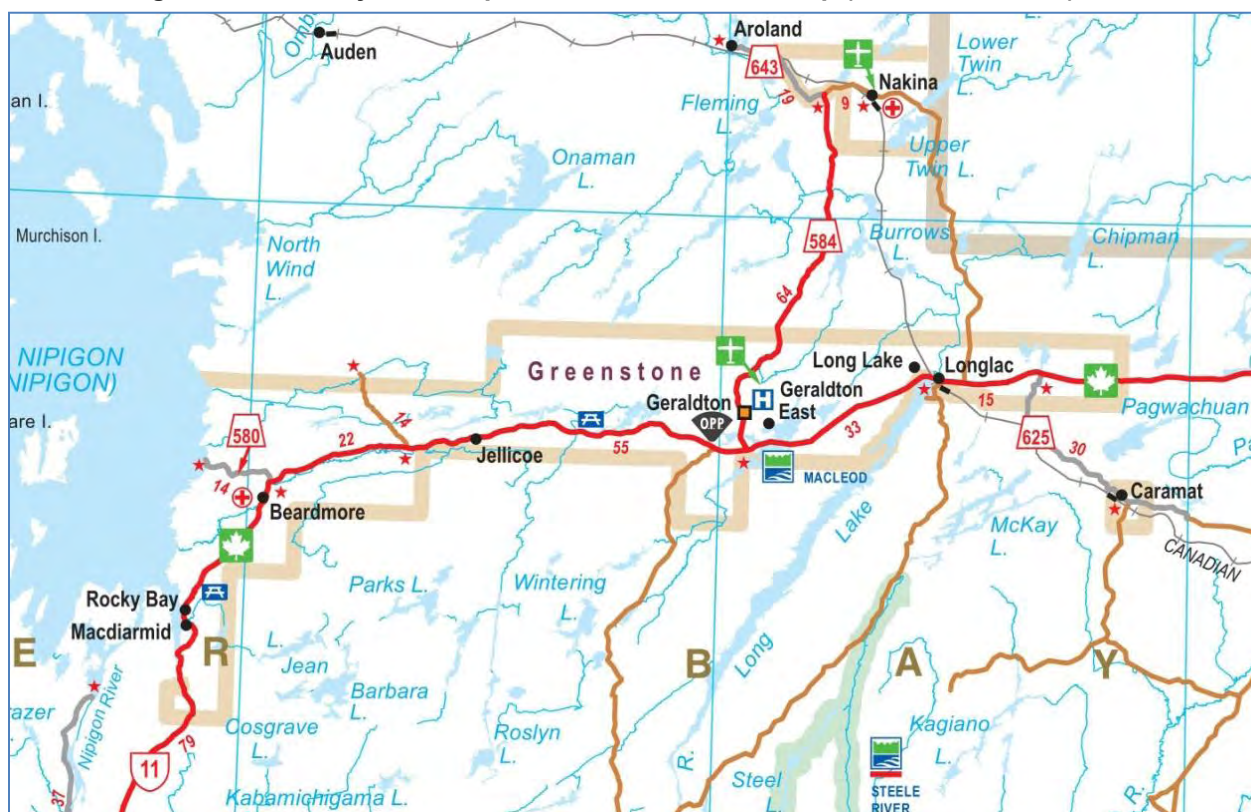 Auden
Omb
Aroland
643
19
9
Nakina
Lower
Twin
L.
L.
an I.
Fleming
L.
Onaman
L.
Upper
Twin
L.
Murchison I.
North
Wind
L.
584
64
Burrows
L.
Chipman
L.
NIPIGON
NIPIGON)
are I.
Greenstone
Long Lake
Longlac
15
Geraldton
H
Geraldton
East
OPP
33
Pagwachuan
Pa
580
22
14
14
Jellicoe
55
MACLEOD
625
30
Caramat
Beardmore
McKay
L.
CANADIAN
Parks L.
Wintering
L.
Long
Lake
Rocky Bay
Macdiarmid
E
R
B
A
Y
L.
Jean
L.
Barbara
L.
razer
Nipigon River
Cosgrave
L.
Roslyn
L.
R.
Kagiano
L.
11
79
37
Steel
L.
STEELE
RIVER
R.
Kabamichigama L.